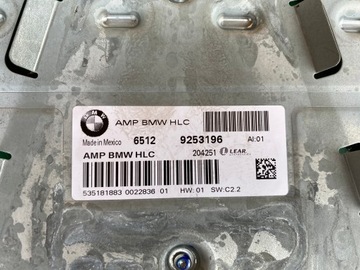 BMW
AMP BMW HLC
Made in Mexico 6512 9253196 AI:01
AMP BMW HLC 204251 LEAR
535181883 0022836 01 HW:01 SW:C2.2